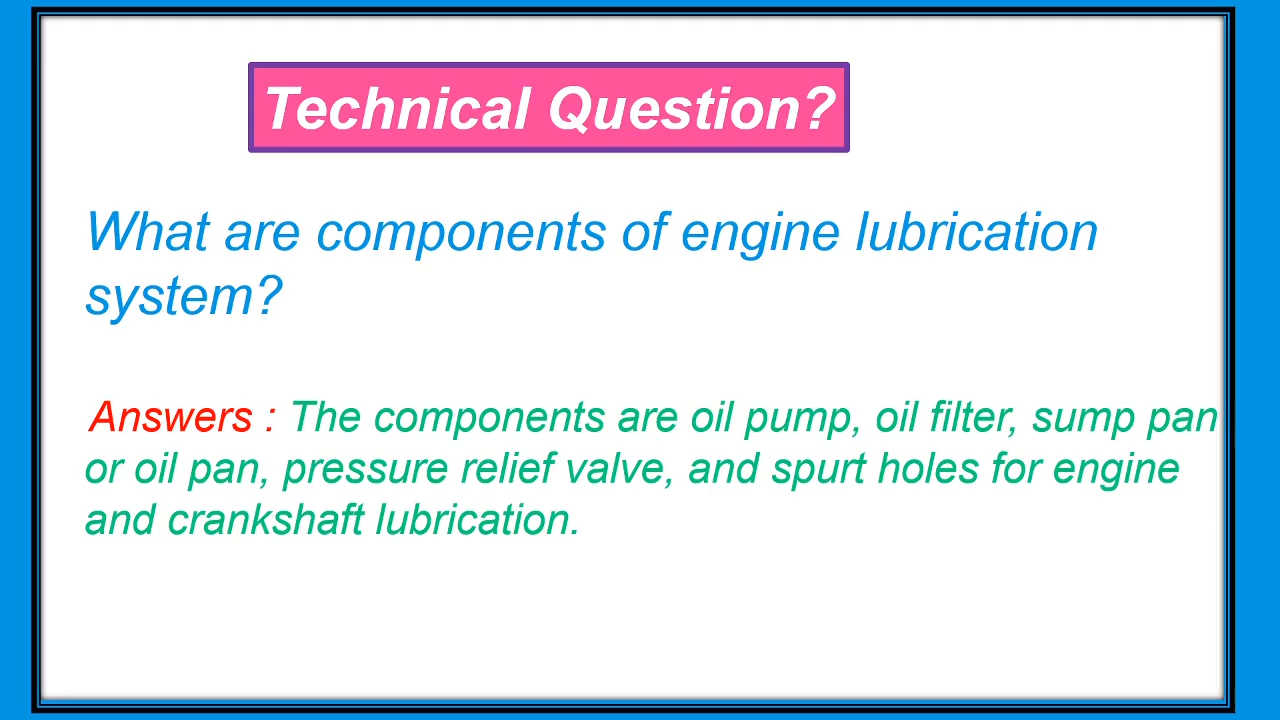 Technical Question?
What are components of engine lubrication
system?
Answers : The components are oil pump, oil filter, sump pan
or oil pan, pressure relief valve, and spurt holes for engine
and crankshaft lubrication.